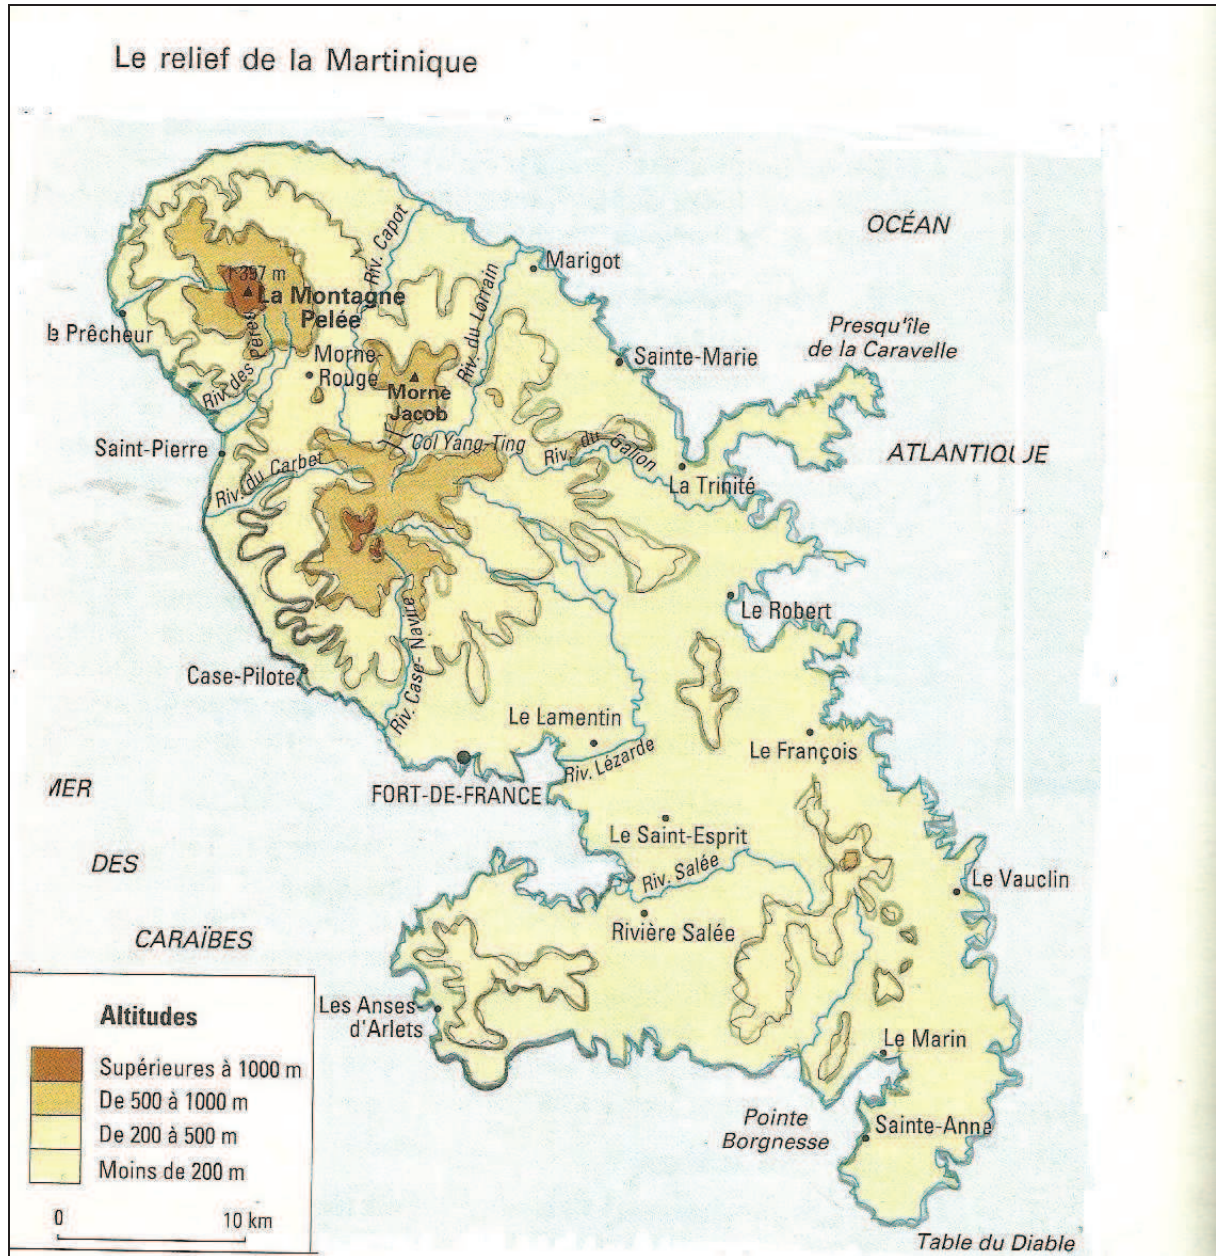 Le relief de la Martinique
OCÉAN
Riv. Capot
Marigot
Riv. du Lorrain
1 397 m
La Montagne
Pelée
Prêcheur
Presqu'île
de la Caravelle
Sainte-Marie
Morne-
Rouge
Riv. des Pères
Morne
Jacob
Col Yang-Ting
Saint-Pierre
Riv. du Galion
ATLANTIQUE
Riv. du Carbet
La Trinité
Le Robert
Riv. Case-Navire
Case-Pilote
Le Lamentin
Le François
Riv. Lézarde
MER
FORT-DE-FRANCE
Le Saint-Esprit
DES
Riv. Salée
Le Vauclin
CARAÏBES
Rivière Salée
Les Anses-
d'Arlets
Le Marin
Pointe
Borgnesse
Sainte-Anne
Table du Diable
Altitudes
Supérieures à 1000 m
De 500 à 1000 m
De 200 à 500 m
Moins de 200 m
0 10 km